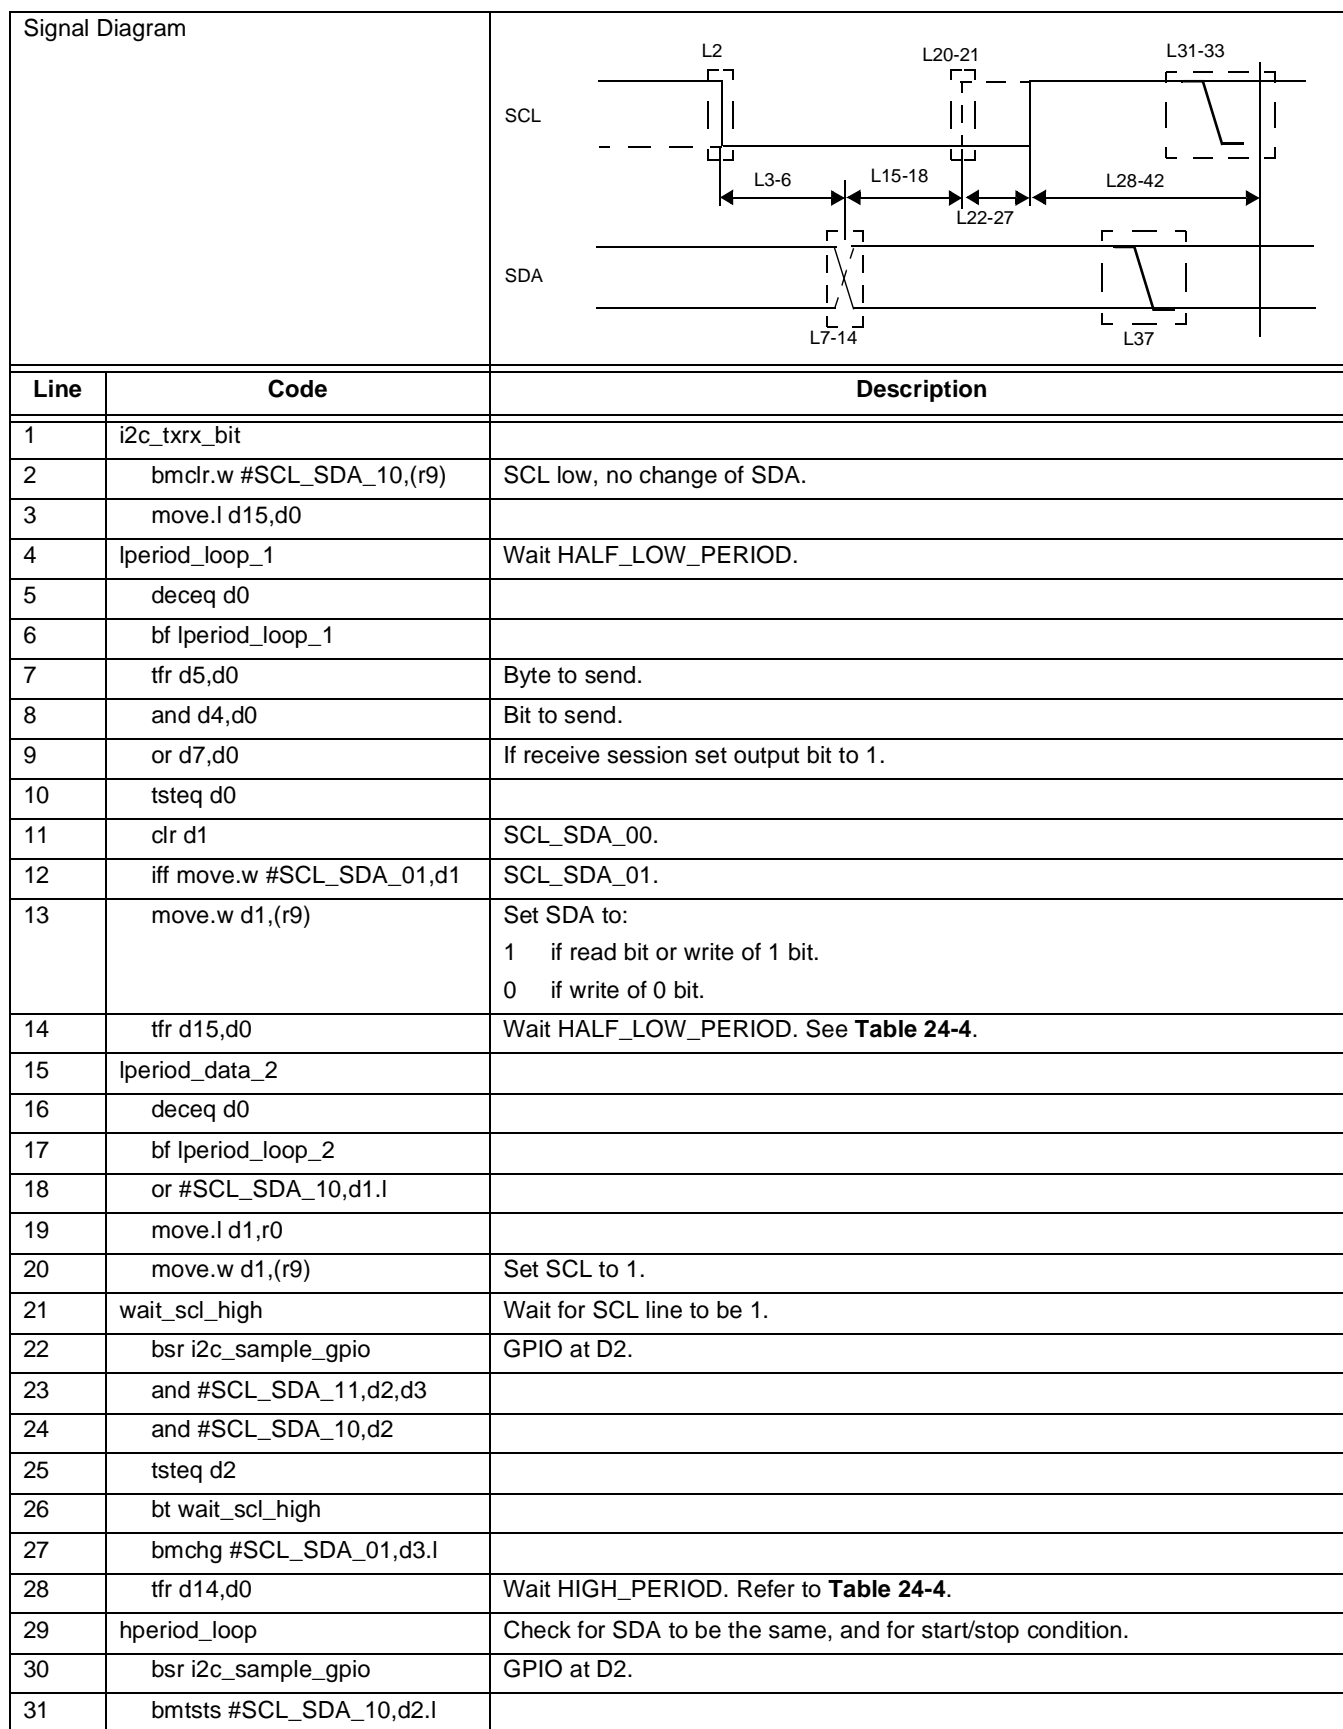 Signal Diagram
L2
L20-21
L31-33
SCL
L3-6
L15-18
L28-42
L22-27
SDA
L7-14
L37
Line Code Description
1 i2c_txrx_bit
2 bmclr.w #SCL_SDA_10,(r9) SCL low, no change of SDA.
3 move.l d15,d0
4 lperiod_loop_1 Wait HALF_LOW_PERIOD.
5 deceq d0
6 bf lperiod_loop_1
7 tfr d5,d0 Byte to send.
8 and d4,d0 Bit to send.
9 or d7,d0 If receive session set output bit to 1.
10 tsteq d0
11 clr d1 SCL_SDA_00.
12 iff move.w #SCL_SDA_01,d1 SCL_SDA_01.
13 move.w d1,(r9) Set SDA to:
1 if read bit or write of 1 bit.
0 if write of 0 bit.
14 tfr d15,d0 Wait HALF_LOW_PERIOD. See Table 24-4.
15 lperiod_data_2
16 deceq d0
17 bf lperiod_loop_2
18 or #SCL_SDA_10,d1.l
19 move.l d1,r0
20 move.w d1,(r9) Set SCL to 1.
21 wait_scl_high Wait for SCL line to be 1.
22 bsr i2c_sample_gpio GPIO at D2.
23 and #SCL_SDA_11,d2,d3
24 and #SCL_SDA_10,d2
25 tsteq d2
26 bt wait_scl_high
27 bmchg #SCL_SDA_01,d3.l
28 tfr d14,d0 Wait HIGH_PERIOD. Refer to Table 24-4.
29 hperiod_loop Check for SDA to be the same, and for start/stop condition.
30 bsr i2c_sample_gpio GPIO at D2.
31 bmtsts #SCL_SDA_10,d2.l